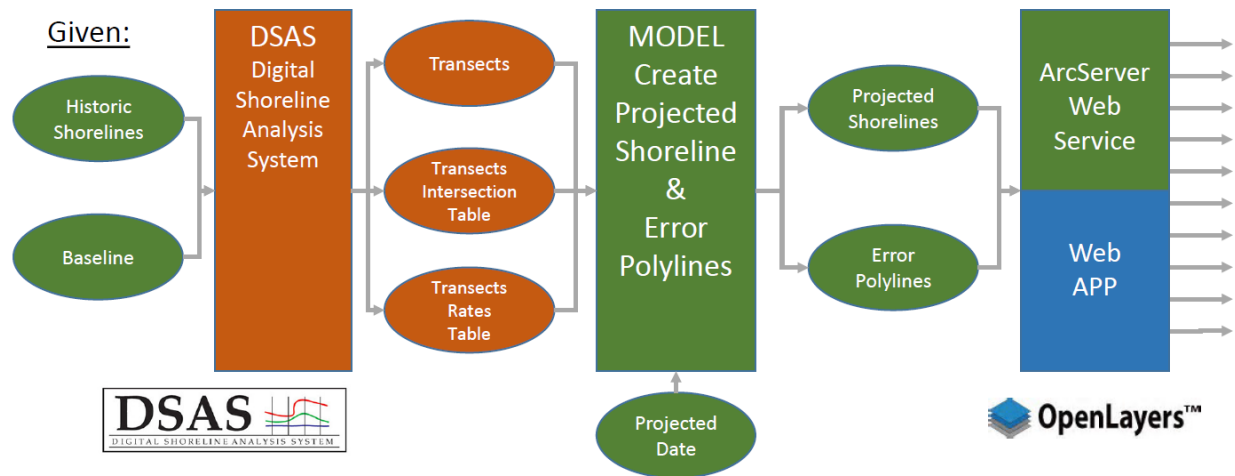 Given:
Historic
Shorelines
Baseline
DSAS
Digital
Shoreline
Analysis
System
Transects
Transects
Intersection
Table
Transects
Rates
Table
MODEL
Create
Projected
Shoreline
&
Error
Polylines
Projected
Date
Projected
Shorelines
Error
Polylines
ArcServer
Web
Service
Web
APP
DSAS
DIGITAL SHORELINE ANALYSIS SYSTEM
OpenLayers™